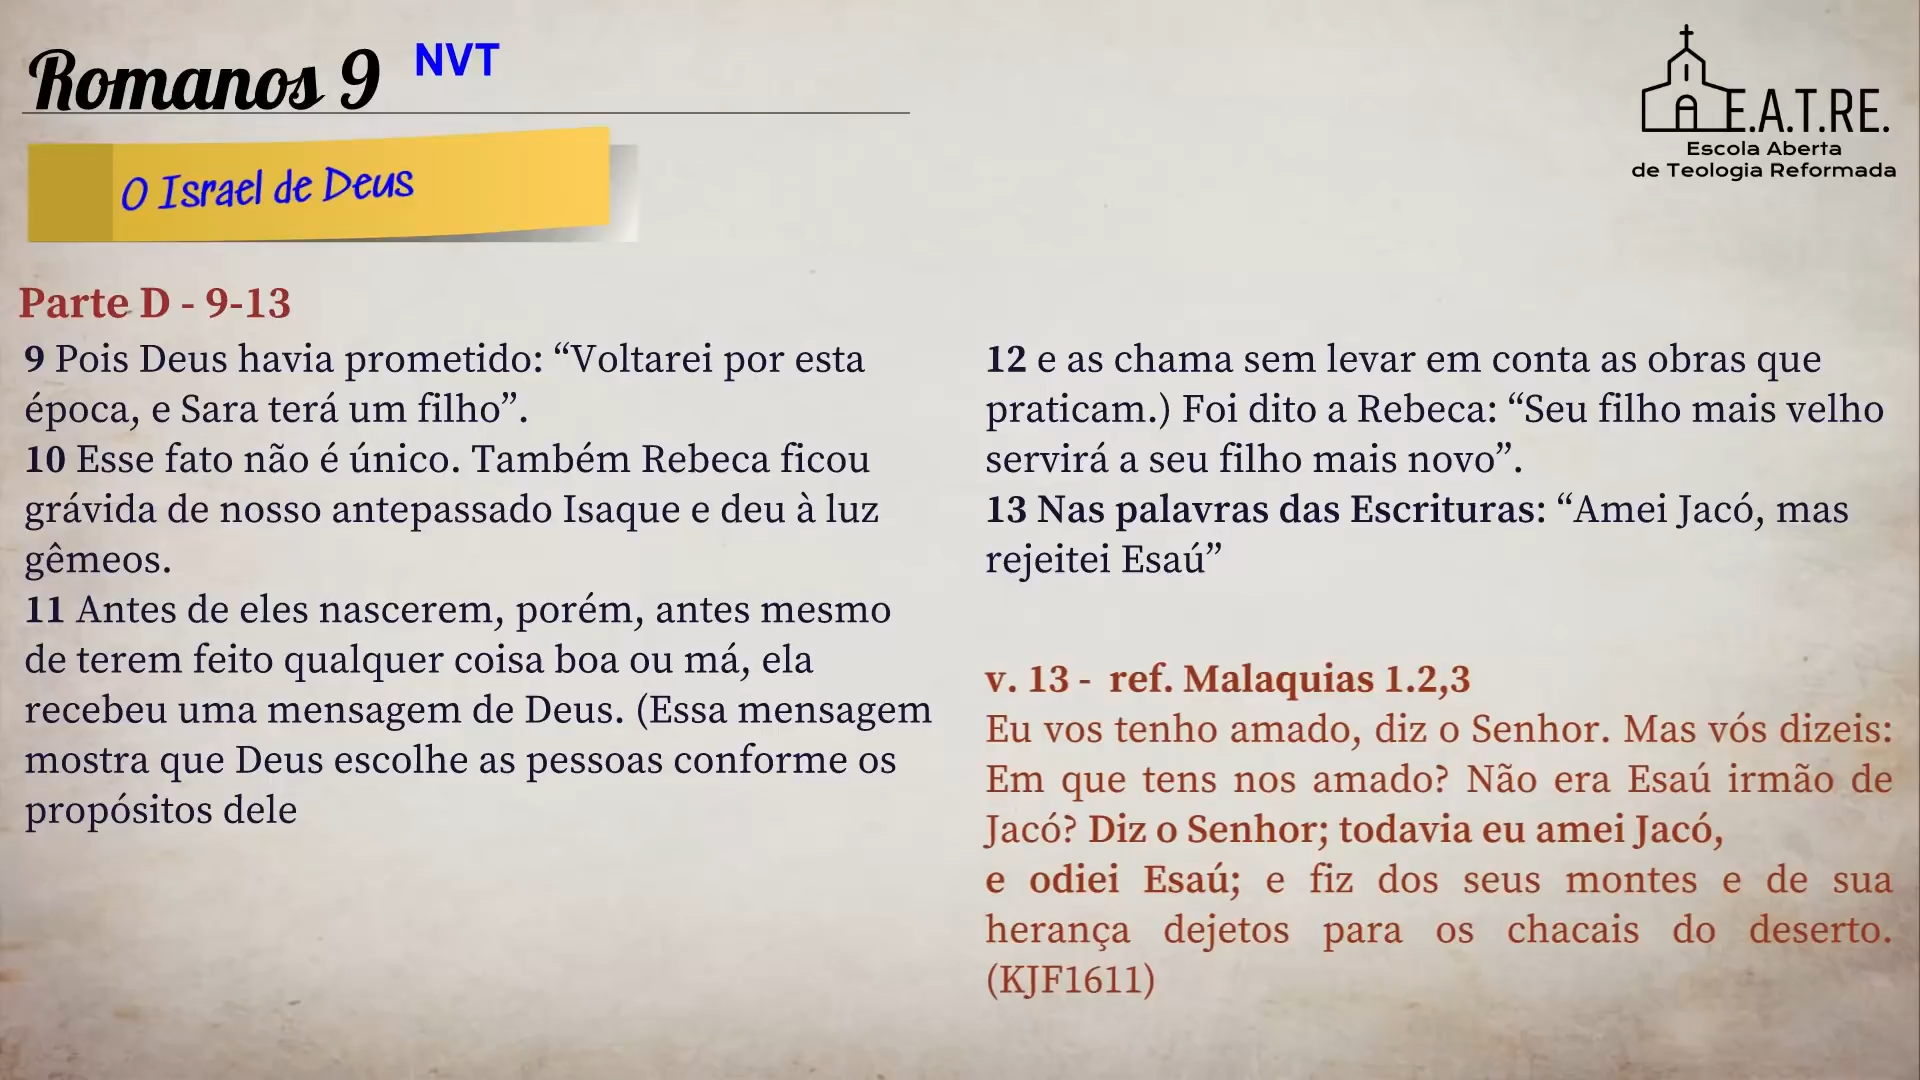 Romanos 9 NVT
E.A.T.RE.
Escola Aberta
de Teologia Reformada
O Israel de Deus
Parte D - 9-13
9 Pois Deus havia prometido: “Voltarei por esta
época, e Sara terá um filho”.
10 Esse fato não é único. Também Rebeca ficou
grávida de nosso antepassado Isaque e deu à luz
gêmeos.
11 Antes de eles nascerem, porém, antes mesmo
de terem feito qualquer coisa boa ou má, ela
recebeu uma mensagem de Deus. (Essa mensagem
mostra que Deus escolhe as pessoas conforme os
propósitos dele
12 e as chama sem levar em conta as obras que
praticam.) Foi dito a Rebeca: “Seu filho mais velho
servirá a seu filho mais novo”.
13 Nas palavras das Escrituras: “Amei Jacó, mas
rejeitei Esaú”
v. 13 - ref. Malaquias 1.2,3
Eu vos tenho amado, diz o Senhor. Mas vós dizeis:
Em que tens nos amado? Não era Esaú irmão de
Jacó? Diz o Senhor; todavia eu amei Jacó,
e odiei Esaú; e fiz dos seus montes e de sua
herança dejetos para os chacais do deserto.
(KJF1611)